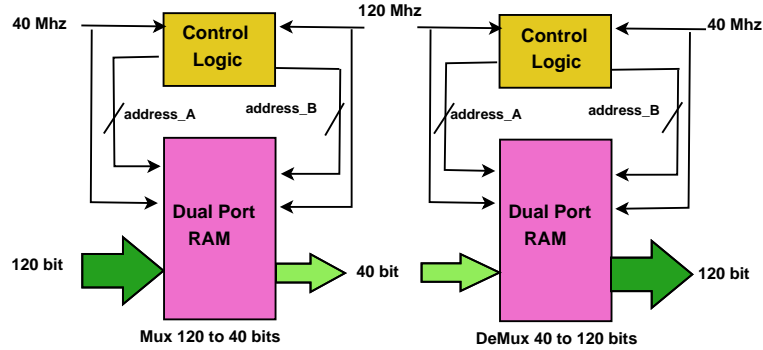 40 Mhz
Control
Logic
120 Mhz
Control
Logic
40 Mhz
address_A
address_B
address_A
address_B
Dual Port
RAM
Dual Port
RAM
120 bit
40 bit
120 bit
Mux 120 to 40 bits
DeMux 40 to 120 bits